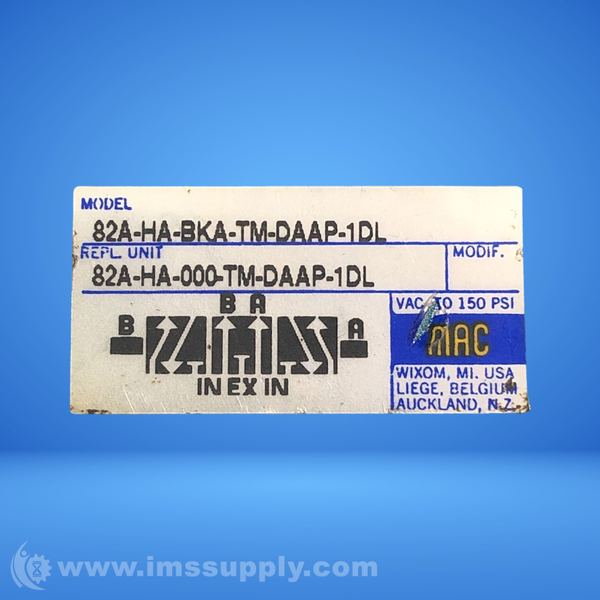 MODEL
82A-HA-BKA-TM-DAAP-1DL
REPL. UNIT
MODIF.
82A-HA-000-TM-DAAP-1DL
B A
B
A
IN EX IN
VAC. TO 150 PSI
MAC
WIXOM, MI. USA
LIEGE, BELGIUM
AUCKLAND, N.Z.
www.imssupply.com